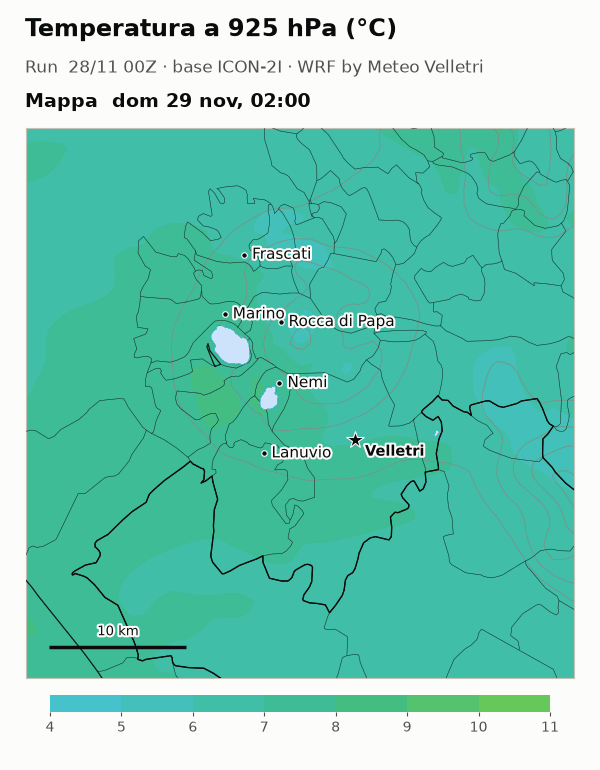 Temperatura a 925 hPa (°C)
Run  28/11 00Z · base ICON-2I · WRF by Meteo Velletri
Mappa  dom 29 nov, 02:00
Frascati
Marino
Rocca di Papa
Nemi
Velletri
Lanuvio
10 km
4 5 6 7 8 9 10 11